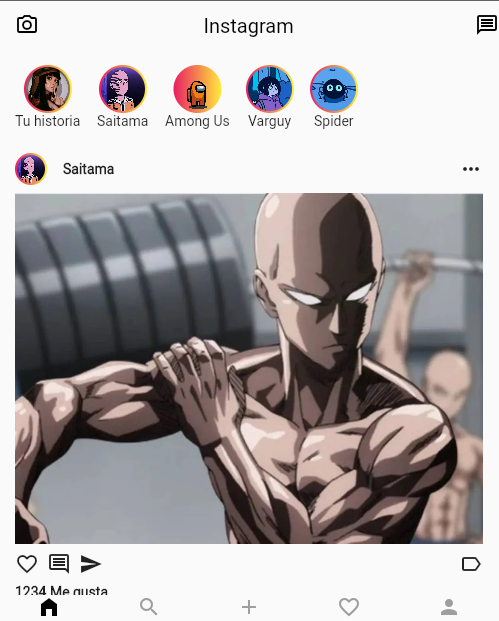 Instagram
Tu historia
Saitama
Among Us
Varguy
Spider
Saitama
1234 Me gusta